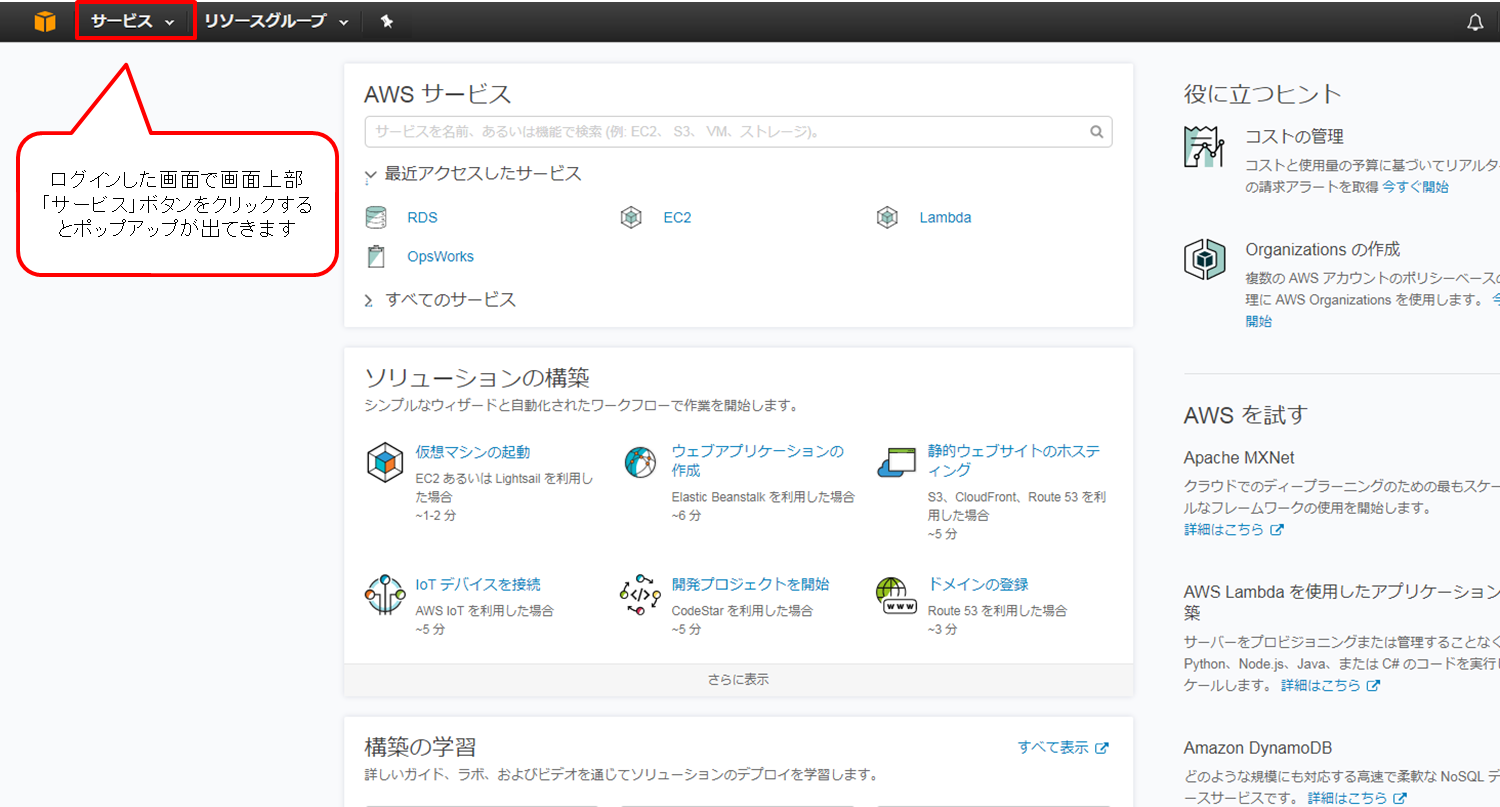 サービス
リソースグループ
ログインした画面で画面上部
「サービス」ボタンをクリックする
とポップアップが出てきます
AWS サービス
サービスを名前、あるいは機能で検索 (例: EC2、 S3、 VM、ストレージ)。
最近アクセスしたサービス
RDS
EC2
Lambda
OpsWorks
すべてのサービス
ソリューションの構築
シンプルなウィザードと自動化されたワークフローで作業を開始します。
仮想マシンの起動
EC2 あるいは Lightsail を利用し
た場合
~1-2 分
ウェブアプリケーションの
作成
Elastic Beanstalk を利用した場合
~6 分
静的ウェブサイトのホステ
ィング
S3、CloudFront、Route 53 を利
用した場合
~5 分
IoT デバイスを接続
AWS IoT を利用した場合
~5 分
開発プロジェクトを開始
CodeStar を利用した場合
~5 分
ドメインの登録
Route 53 を利用した場合
~3 分
さらに表示
構築の学習
すべて表示
詳しいガイド、ラボ、およびビデオを通じてソリューションのデプロイを学習します。
役に立つヒント
コストの管理
コストと使用量の予算に基づいてリアルタ
の請求アラートを取得 今すぐ開始
Organizations の作成
複数の AWS アカウントのポリシーベースの
理に AWS Organizations を使用します。 今
開始
AWS を試す
Apache MXNet
クラウドでのディープラーニングのための最もスケー
ルなフレームワークの使用を開始します。
詳細はこちら
AWS Lambda を使用したアプリケーション
築
サーバーをプロビジョニングまたは管理することなく
Python、Node.js、Java、または C# のコードを実行し
ケールします。 詳細はこちら
Amazon DynamoDB
どのような規模にも対応する高速で柔軟な NoSQL デ
ースサービスです。 詳細はこちら
www